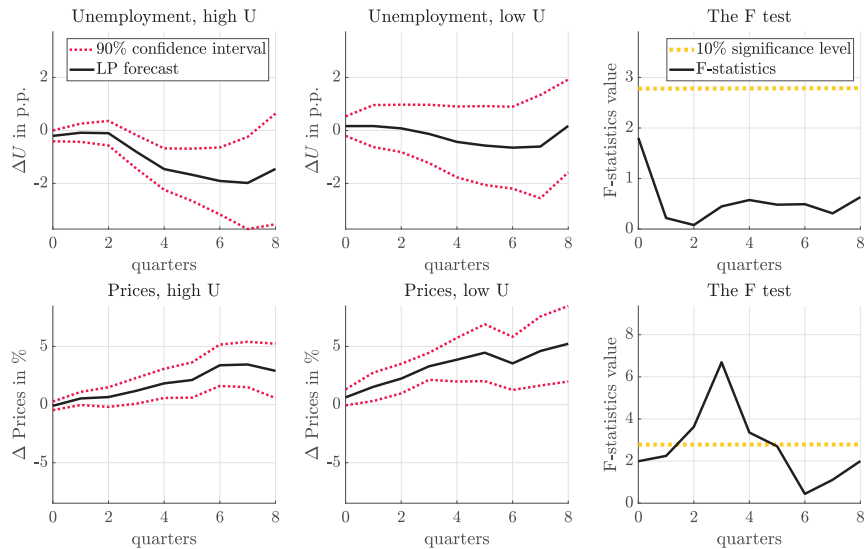 Unemployment, high U
Unemployment, low U
The F test
90% confidence interval
LP forecast
10% significance level
F-statistics
ΔU in p.p.
2
0
-2
0 2 4 6 8
quarters
ΔU in p.p.
2
0
-2
0 2 4 6 8
quarters
F-statistics value
3
2
1
0
0 2 4 6 8
quarters
Prices, high U
Prices, low U
The F test
Δ Prices in %
5
0
-5
0 2 4 6 8
quarters
Δ Prices in %
5
0
-5
0 2 4 6 8
quarters
F-statistics value
8
6
4
2
0
0 2 4 6 8
quarters